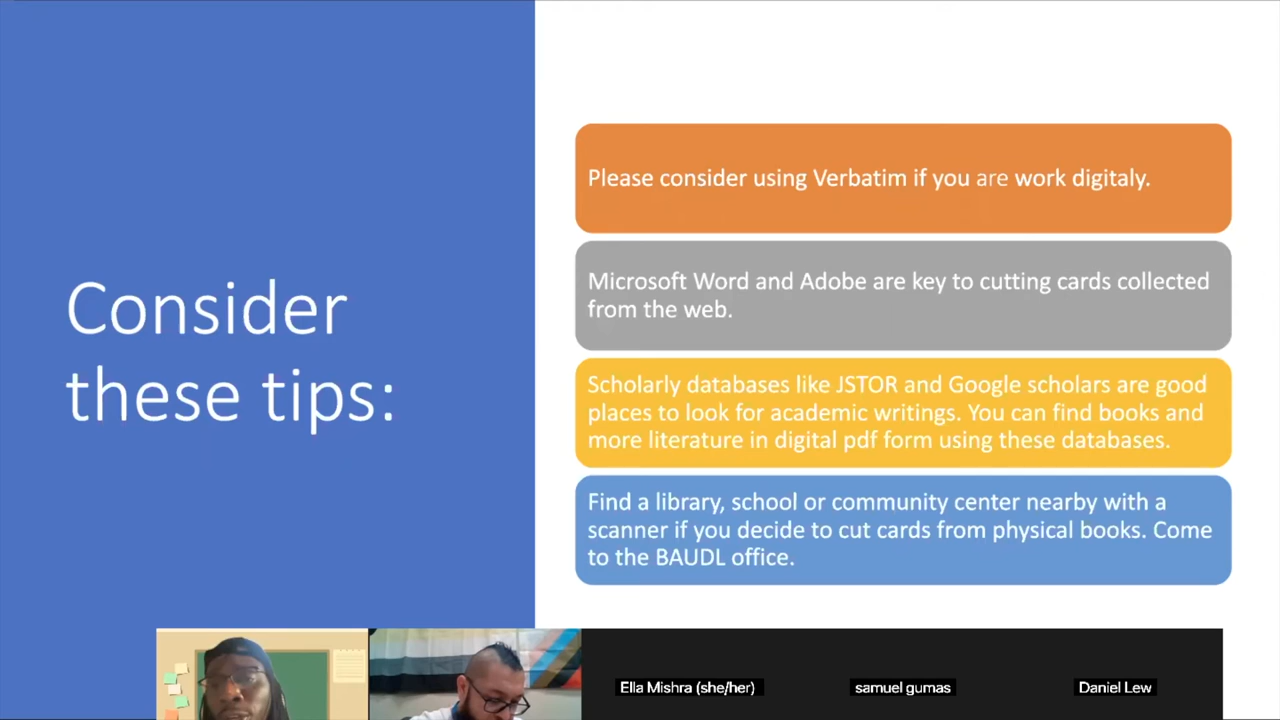 Consider
these tips:
Please consider using Verbatim if you are work digitaly.
Microsoft Word and Adobe are key to cutting cards collected
from the web.
Scholarly databases like JSTOR and Google scholars are good
places to look for academic writings. You can find books and
more literature in digital pdf form using these databases.
Find a library, school or community center nearby with a
scanner if you decide to cut cards from physical books. Come
to the BAUDL office.
Ella Mishra (she/her)
samuel gumas
Daniel Lew